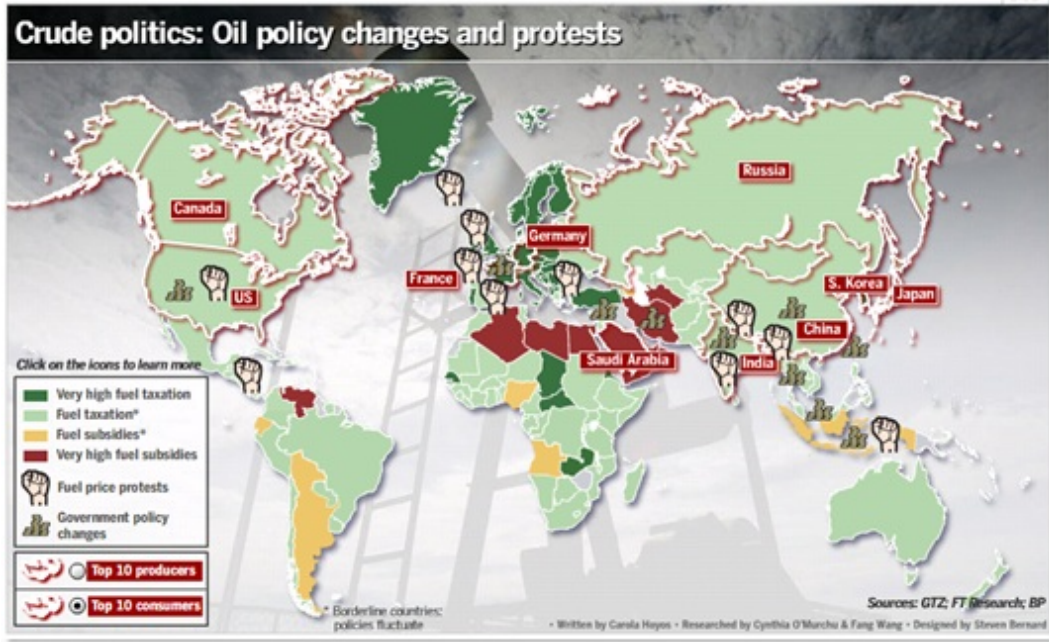 Crude politics: Oil policy changes and protests
Russia
Canada
Germany
France
US
S. Korea
Japan
China
Saudi Arabia
India
Click on the icons to learn more
Very high fuel taxation
Fuel taxation*
Fuel subsidies*
Very high fuel subsidies
Fuel price protests
Government policy
changes
Top 10 producers
Top 10 consumers
* Borderline countries:
policies fluctuate
Sources: GTZ; FT Research; BP
• Written by Carola Hoyos • Researched by Cynthia O'Murchu & Fang Wang • Designed by Steven Bernard